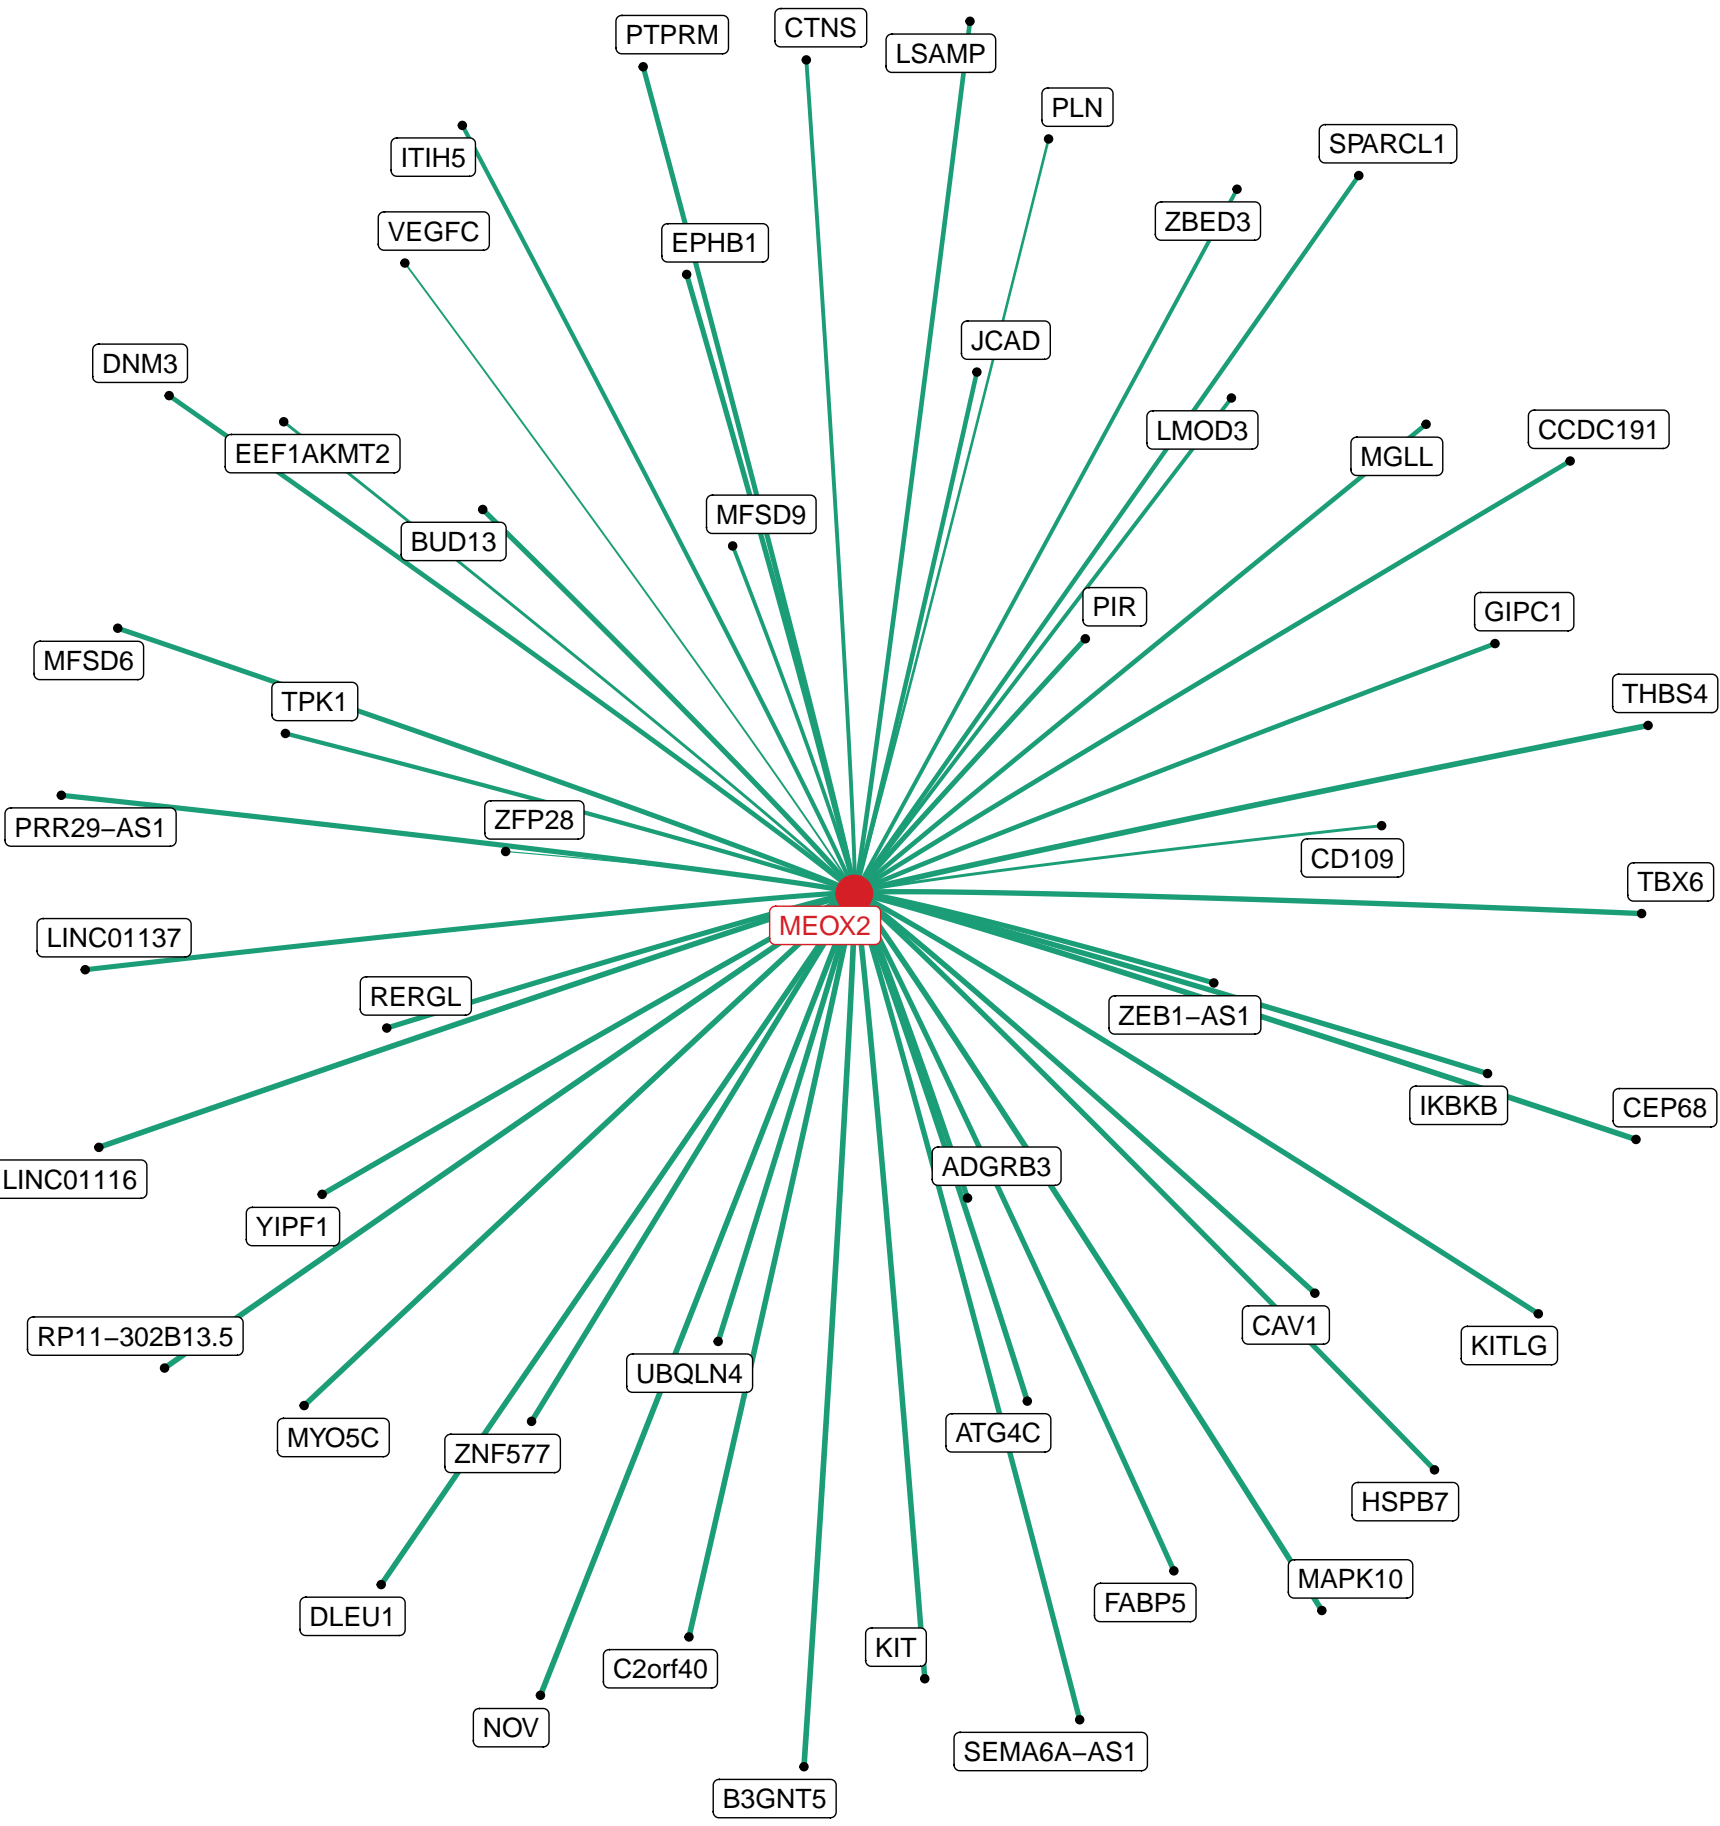 CTNS
PTPRM
LSAMP
PLN
SPARCL1
ITIH5
ZBED3
VEGFC
EPHB1
JCAD
DNM3
CCDC191
LMOD3
EEF1AKMT2
MGLL
MFSD9
BUD13
PIR
GIPC1
MFSD6
THBS4
TPK1
ZFP28
PRR29−AS1
CD109
TBX6
MEOX2
LINC01137
RERGL
ZEB1−AS1
IKBKB
CEP68
ADGRB3
LINC01116
YIPF1
CAV1
RP11−302B13.5
KITLG
UBQLN4
ATG4C
MYO5C
ZNF577
HSPB7
MAPK10
FABP5
DLEU1
KIT
C2orf40
NOV
SEMA6A−AS1
B3GNT5